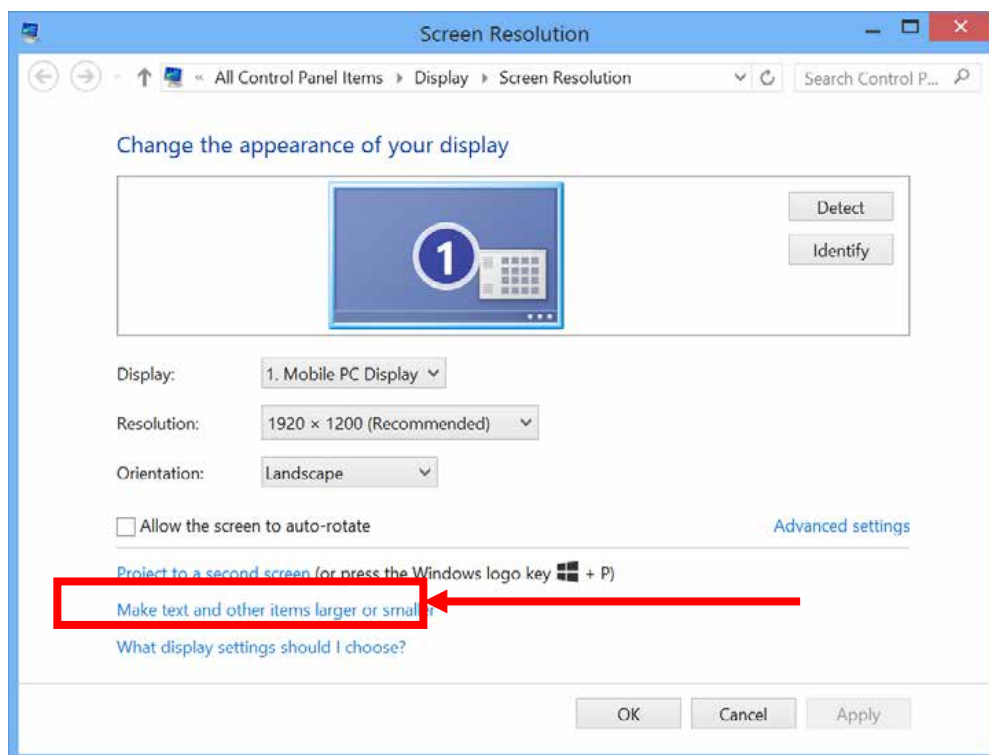 Screen Resolution
« All Control Panel Items ▸ Display ▸ Screen Resolution Search Control P...
Change the appearance of your display
1
Detect
Identify
Display: 1. Mobile PC Display
Resolution: 1920 × 1200 (Recommended)
Orientation: Landscape
Allow the screen to auto-rotate Advanced settings
Project to a second screen (or press the Windows logo key + P)
Make text and other items larger or smaller
What display settings should I choose?
OK Cancel Apply